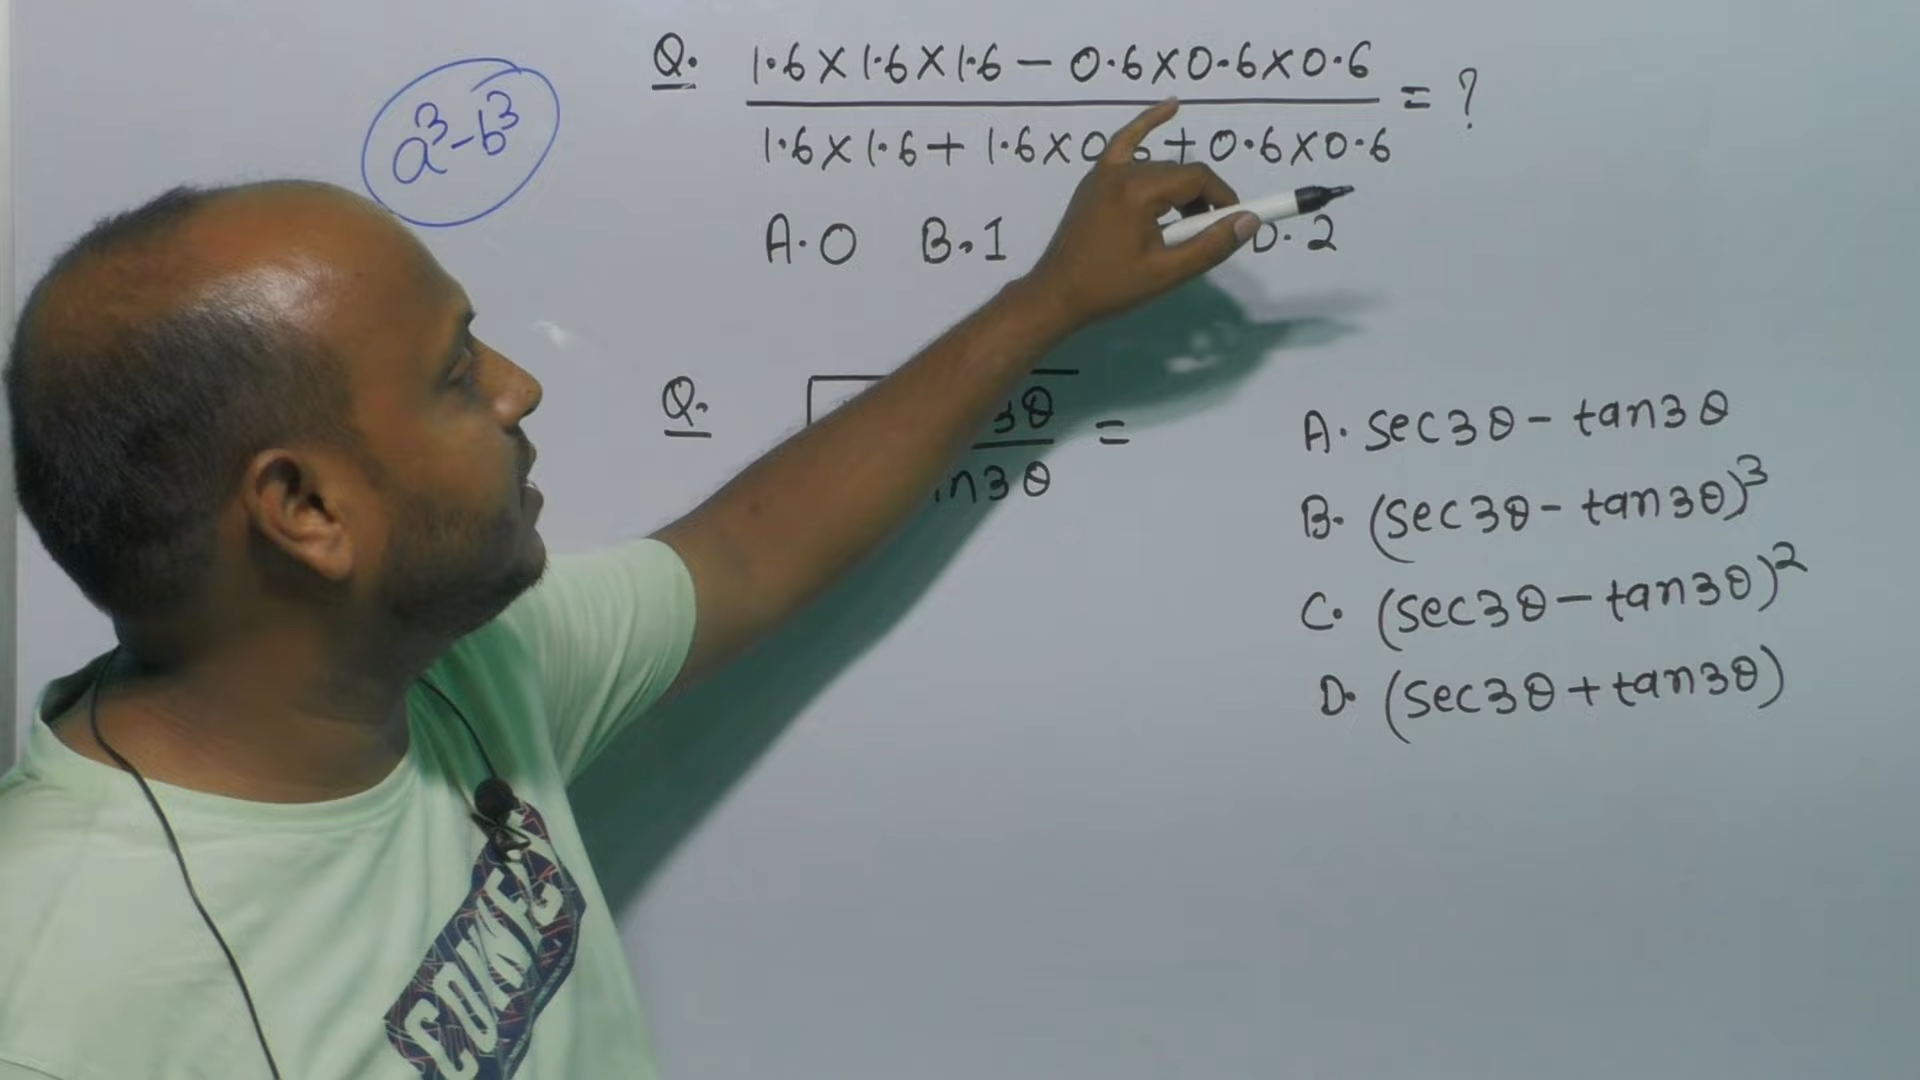 a³-b³
Q. 1.6×1.6×1.6 - 0.6×0.6×0.6
1.6×1.6+ 1.6×0.6+0.6×0.6
= ?
A.0 B.1 D.2
Q. 3θ
n3θ
=
A. sec3θ - tan3θ
B. (sec3θ - tan3θ)³
C. (sec3θ - tan3θ)²
D. (sec3θ + tan3θ)